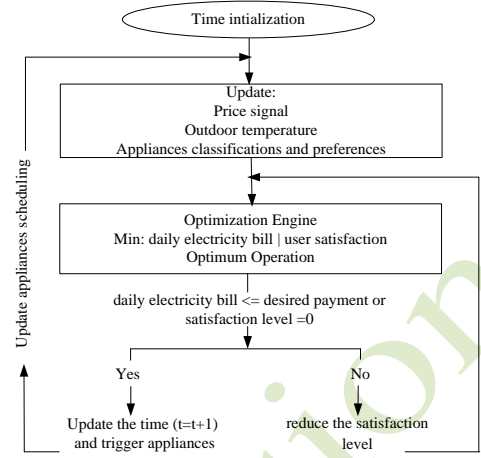 Time intialization
Update:
Price signal
Outdoor temperature
Appliances classifications and preferences
Optimization Engine
Min: daily electricity bill | user satisfaction
Optimum Operation
daily electricity bill <= desired payment or
satisfaction level =0
Yes
No
Update the time (t=t+1)
and trigger appliances
reduce the satisfaction
level
Update appliances scheduling